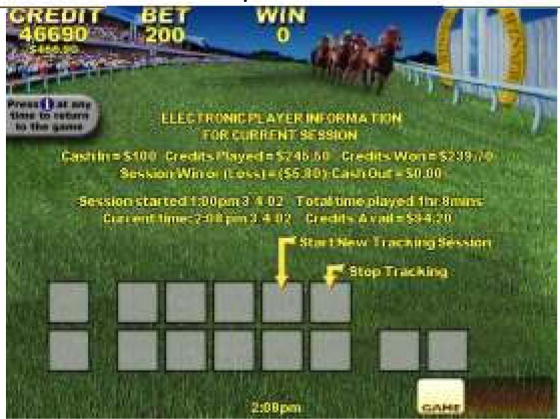 CREDIT BET WIN
46690 200 0
$466.90
Press i at any
time to return
to the game
ELECTRONIC PLAYER INFORMATION
FOR CURRENT SESSION
Cash In = $100 Credits Played = $245.50 Credits Won = $239.70
Session Win or (Loss) = ($5.80) Cash Out = $0.00
Session started 1:00pm 3 4 02 Total time played 1hr 8mins
Current time: 2:08 pm 3 4 02 Credits Avail = $94.20
Start New Tracking Session
Stop Tracking
2:08pm
GAME